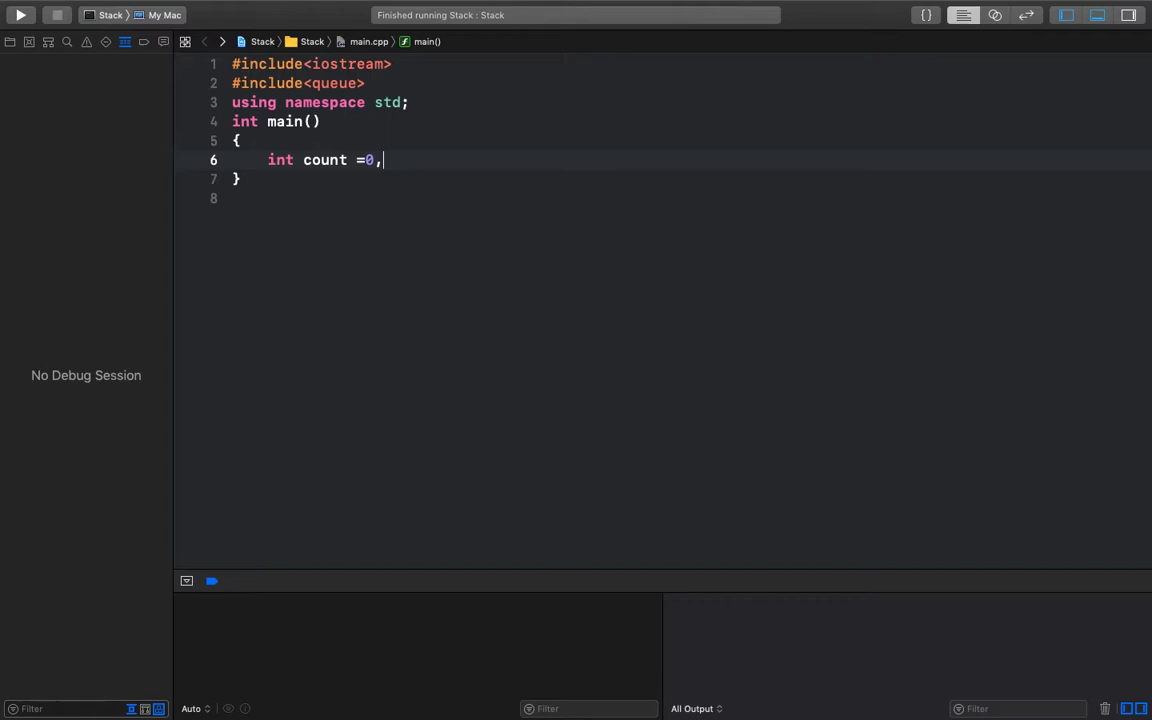 Stack 〉 My Mac
Finished running Stack : Stack
{}
Stack 〉 Stack 〉 main.cpp 〉 f main()
1 #include<iostream>
2 #include<queue>
3 using namespace std;
4 int main()
5 {
6     int count =0,
7 }
8
No Debug Session
Filter
Auto
Filter
All Output
Filter